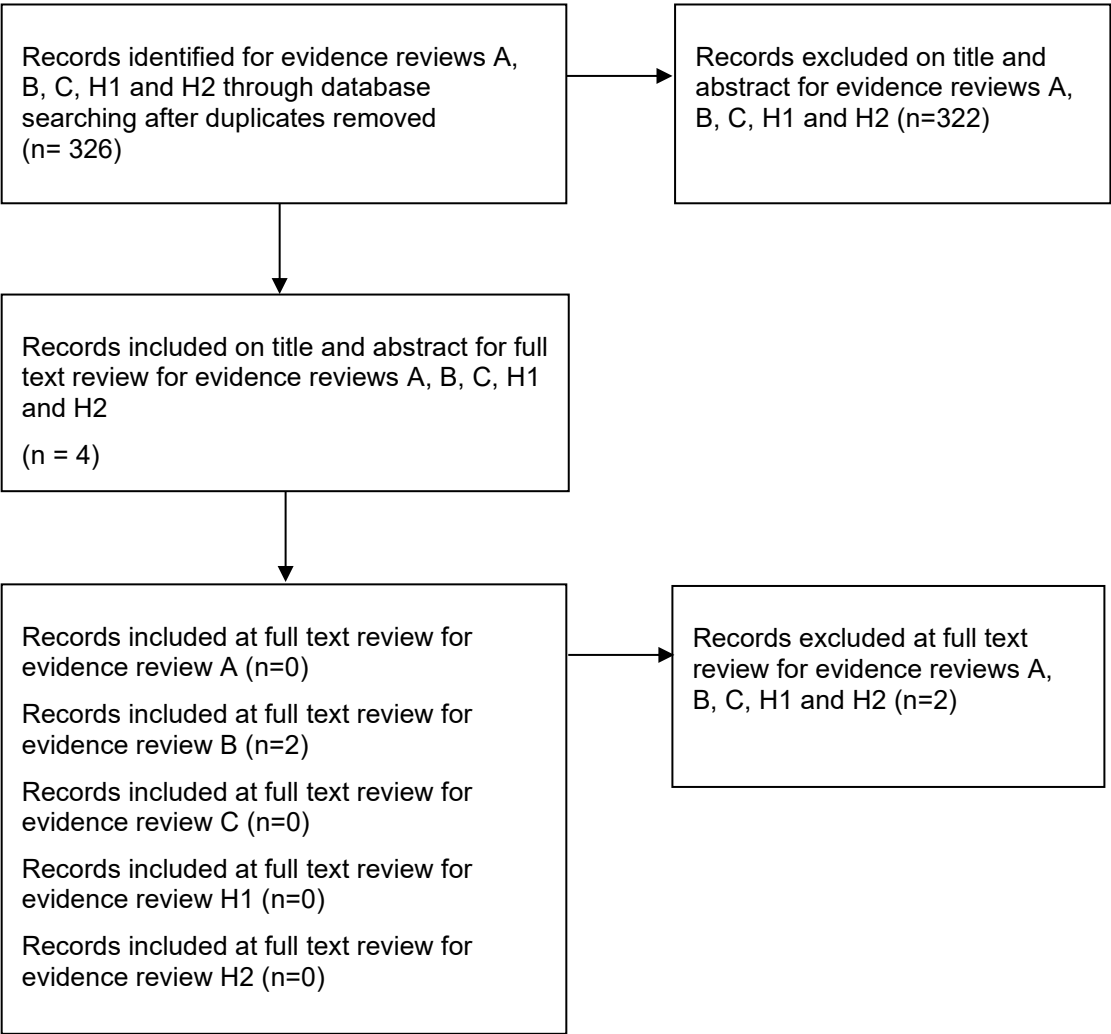 Records identified for evidence reviews A,
B, C, H1 and H2 through database
searching after duplicates removed
(n= 326)
Records excluded on title and
abstract for evidence reviews A,
B, C, H1 and H2 (n=322)
Records included on title and abstract for full
text review for evidence reviews A, B, C, H1
and H2
(n = 4)
Records included at full text review for
evidence review A (n=0)
Records included at full text review for
evidence review B (n=2)
Records included at full text review for
evidence review C (n=0)
Records included at full text review for
evidence review H1 (n=0)
Records included at full text review for
evidence review H2 (n=0)
Records excluded at full text
review for evidence reviews A,
B, C, H1 and H2 (n=2)